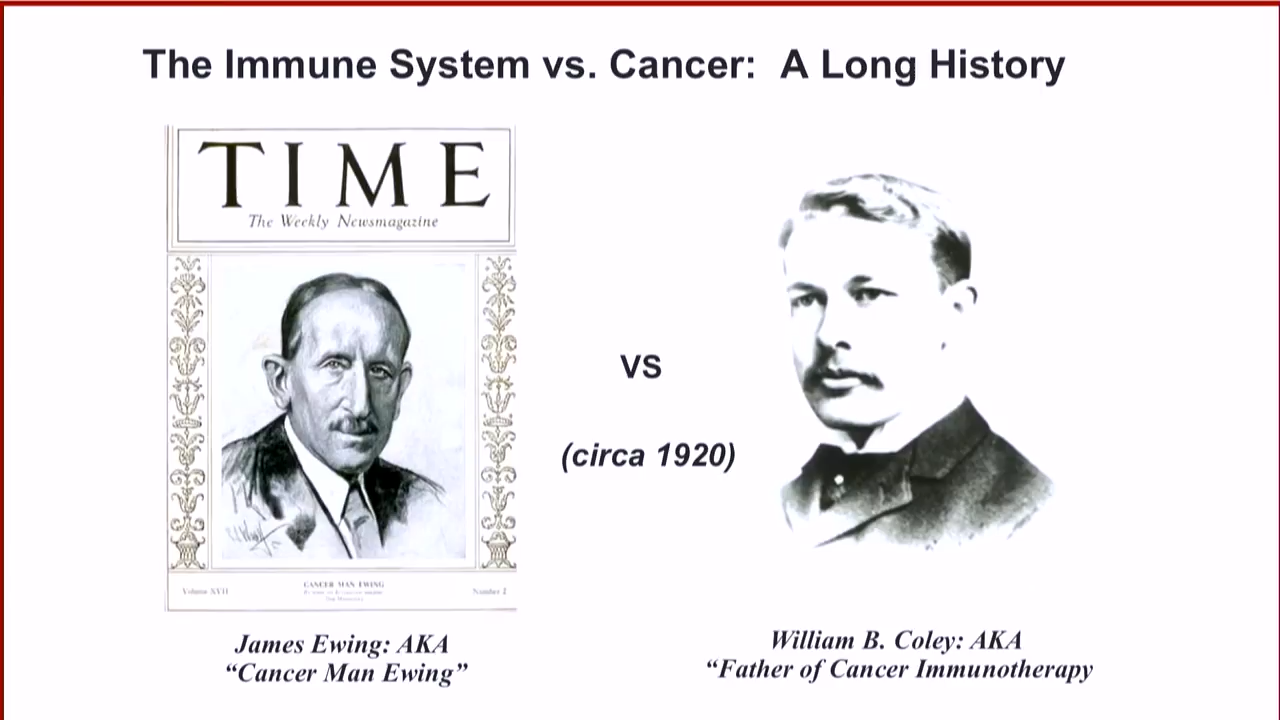 The Immune System vs. Cancer: A Long History
TIME
The Weekly Newsmagazine
vs
(circa 1920)
Volume XVII
CANCER MAN EWING
Number 2
James Ewing: AKA
“Cancer Man Ewing”
William B. Coley: AKA
“Father of Cancer Immunotherapy